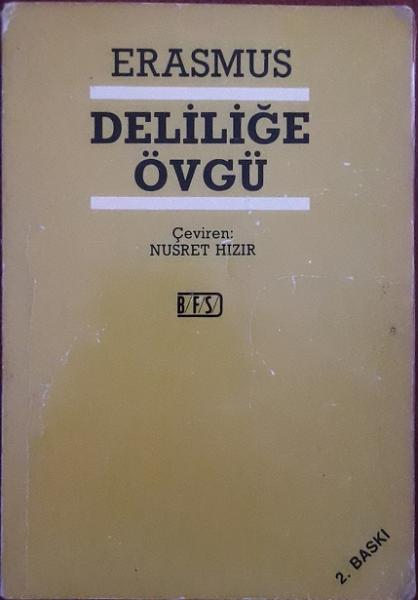 ERASMUS
DELİLİĞE
ÖVGÜ
Çeviren:
NUSRET HIZIR
B/F/S/
2. BASKI